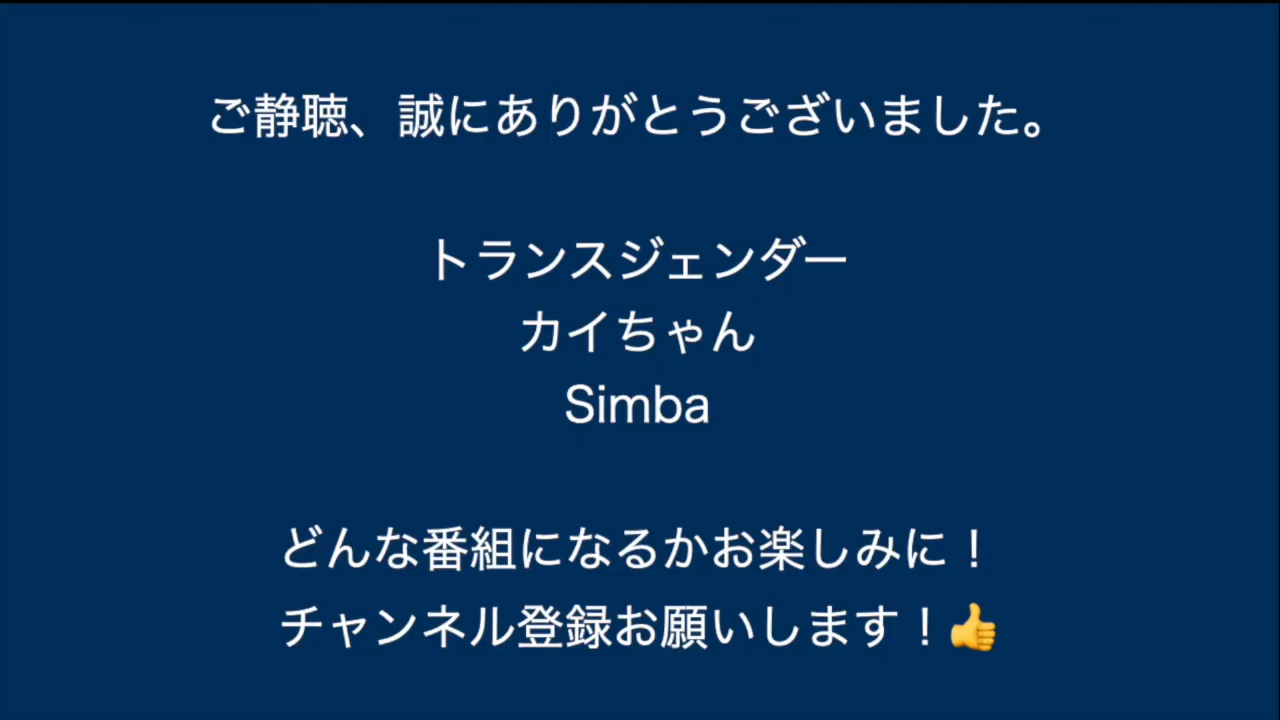 ご静聴、誠にありがとうございました。
トランスジェンダー
カイちゃん
Simba
どんな番組になるかお楽しみに！
チャンネル登録お願いします！👍